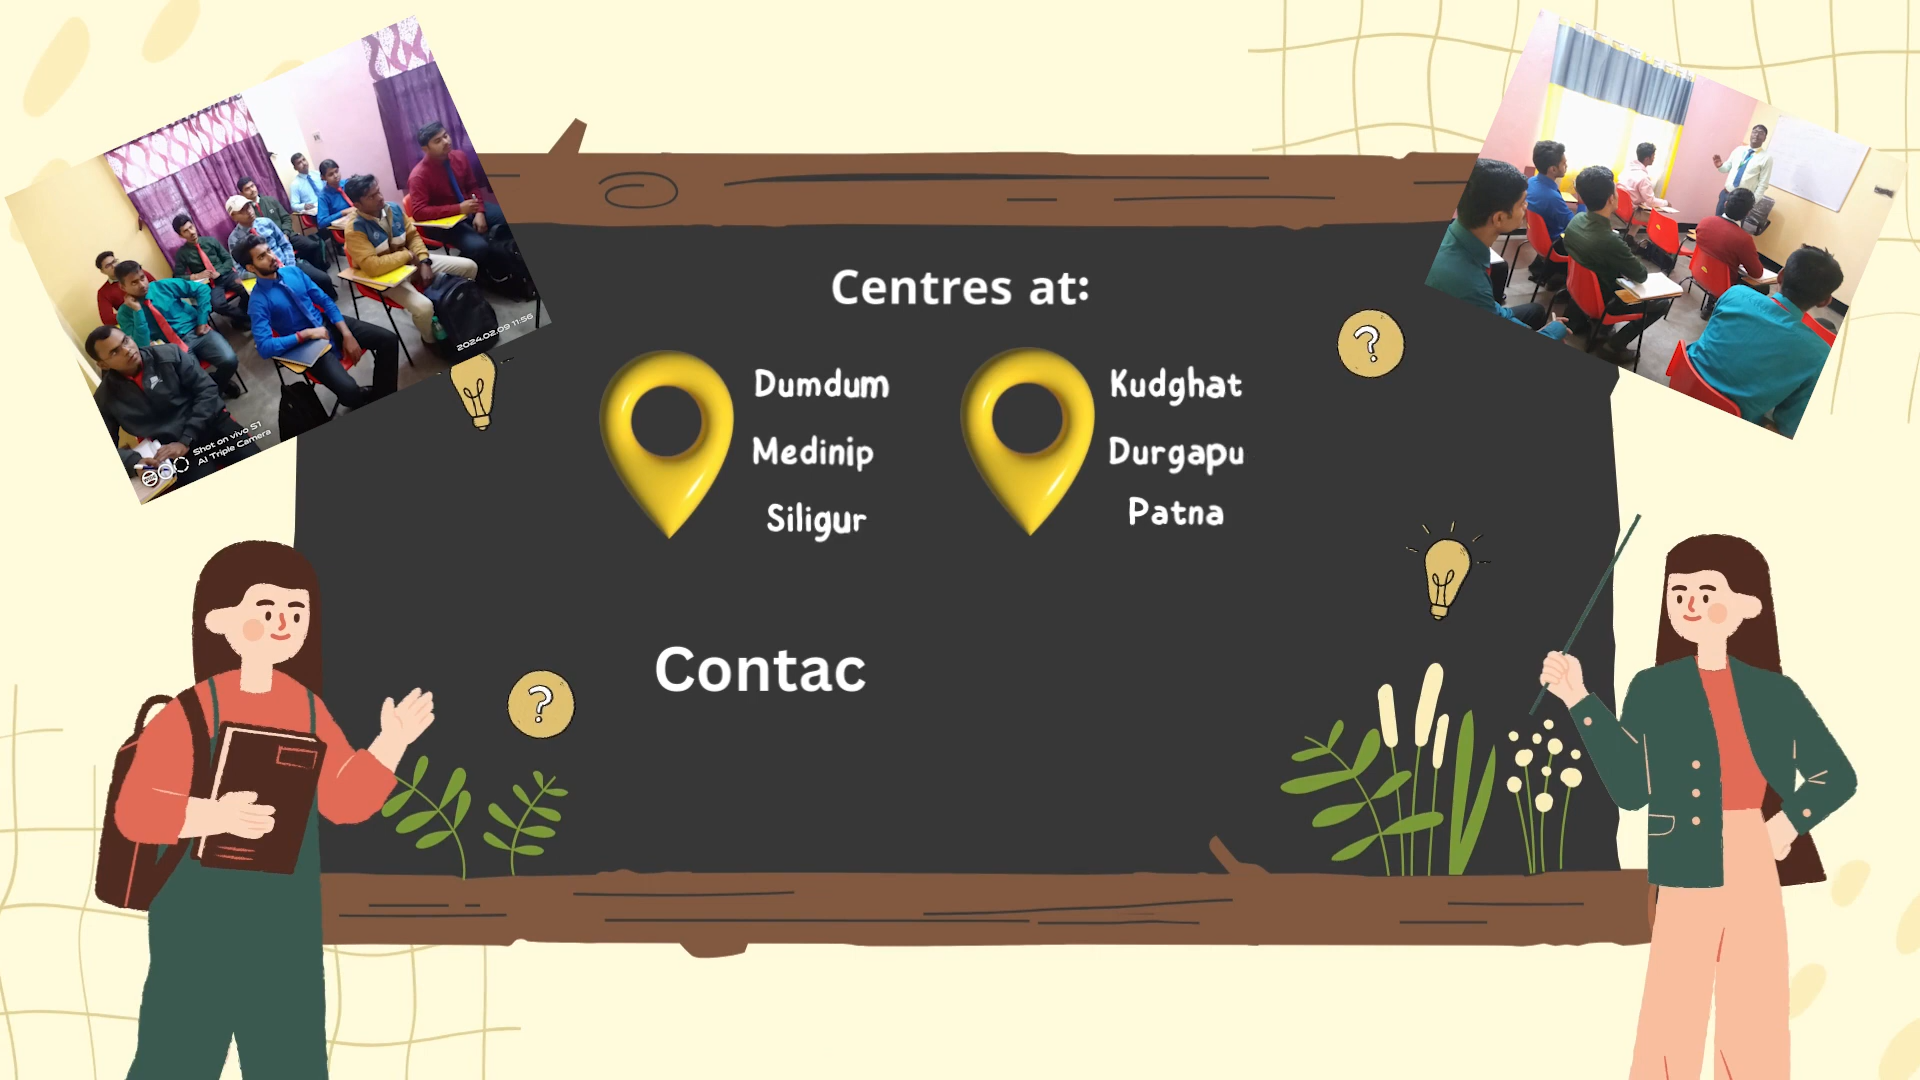 Centres at:
Dumdum
Medinip
Siligur
Kudghat
Durgapu
Patna
Contac
2024.02.09 11:56
Shot on vivo S1
AI Triple Camera
?
?